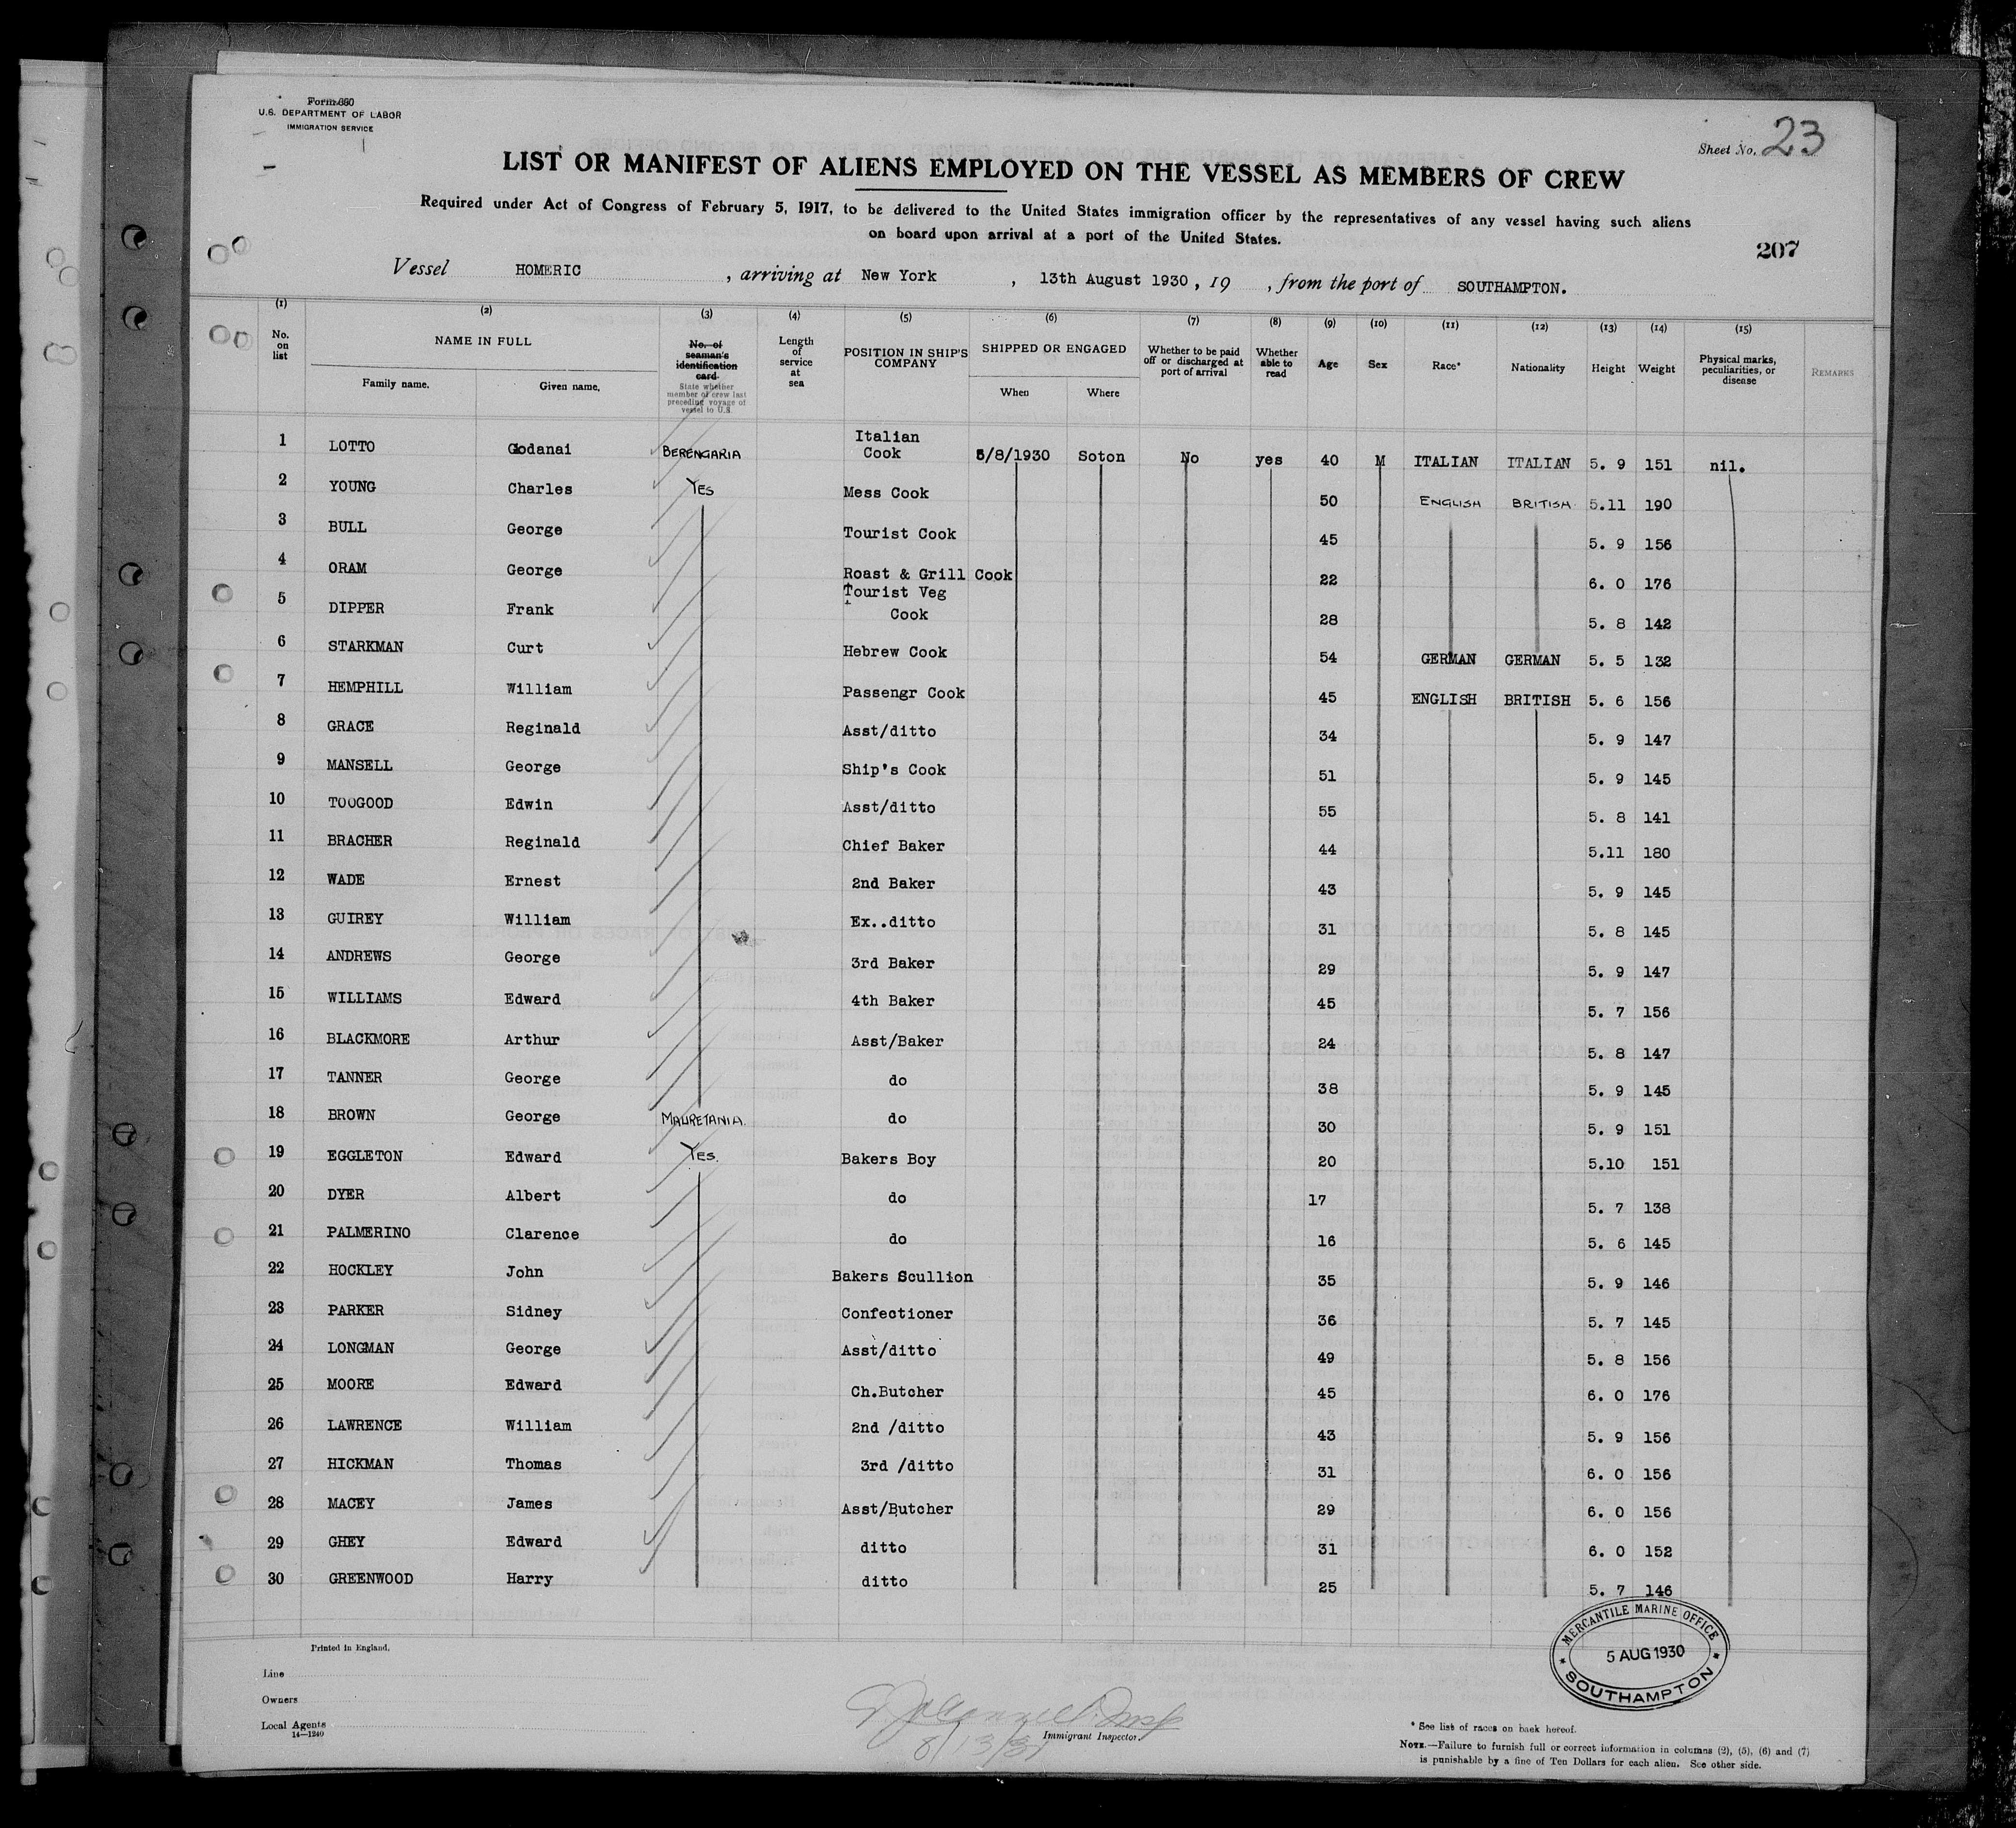 Form 680
U.S. DEPARTMENT OF LABOR
IMMIGRATION SERVICE
Sheet No. 23
LIST OR MANIFEST OF ALIENS EMPLOYED ON THE VESSEL AS MEMBERS OF CREW
Required under Act of Congress of February 5, 1917, to be delivered to the United States immigration officer by the representatives of any vessel having such aliens
on board upon arrival at a port of the United States.
207
Vessel HOMERIC , arriving at New York , 13th August 1930 , 19 , from the port of SOUTHAMPTON.
(1) (2) (3) (4) (5) (6) (7) (8) (9) (10) (11) (12) (13) (14) (15)
No. on list
NAME IN FULL
Family name. Given name.
No. of seaman's identification card
State whether member of crew last preceding voyage of vessel to U.S.
Length of service at sea
POSITION IN SHIP'S COMPANY
SHIPPED OR ENGAGED
When Where
Whether to be paid off or discharged at port of arrival
Whether able to read
Age Sex Race* Nationality Height Weight
Physical marks, peculiarities, or disease
REMARKS
1 LOTTO Godanai BERENGARIA Italian Cook 5/8/1930 Soton No yes 40 M ITALIAN ITALIAN 5. 9 151 nil.
2 YOUNG Charles YES Mess Cook 50 ENGLISH BRITISH 5.11 190
3 BULL George Tourist Cook 45 5. 9 156
4 ORAM George Roast & Grill Cook 22 6. 0 176
5 DIPPER Frank Tourist Veg Cook 28 5. 8 142
6 STARKMAN Curt Hebrew Cook 54 GERMAN GERMAN 5. 5 132
7 HEMPHILL William Passengr Cook 45 ENGLISH BRITISH 5. 6 156
8 GRACE Reginald Asst/ditto 34 5. 9 147
9 MANSELL George Ship's Cook 51 5. 9 145
10 TOOGOOD Edwin Asst/ditto 55 5. 8 141
11 BRACHER Reginald Chief Baker 44 5.11 180
12 WADE Ernest 2nd Baker 43 5. 9 145
13 GUIREY William Ex..ditto 31 5. 8 145
14 ANDREWS George 3rd Baker 29 5. 9 147
15 WILLIAMS Edward 4th Baker 45 5. 7 156
16 BLACKMORE Arthur Asst/Baker 24 5. 8 147
17 TANNER George do 38 5. 9 145
18 BROWN George MAURETANIA. do 30 5. 9 151
19 EGGLETON Edward YES. Bakers Boy 20 5.10 151
20 DYER Albert do 17 5. 7 138
21 PALMERINO Clarence do 16 5. 6 145
22 HOCKLEY John Bakers Scullion 35 5. 9 146
23 PARKER Sidney Confectioner 36 5. 7 145
24 LONGMAN George Asst/ditto 49 5. 8 156
25 MOORE Edward Ch.Butcher 45 6. 0 176
26 LAWRENCE William 2nd /ditto 43 5. 9 156
27 HICKMAN Thomas 3rd /ditto 31 6. 0 156
28 MACEY James Asst/Butcher 29 6. 0 156
29 GHEY Edward ditto 31 6. 0 152
30 GREENWOOD Harry ditto 25 5. 7 146
MERCANTILE MARINE OFFICE
5 AUG 1930
SOUTHAMPTON
Printed in England.
Line
Owners
Local Agents
14—1240
Immigrant Inspector.
* See list of races on back hereof.
NOTE.—Failure to furnish full or correct information in columns (2), (5), (6) and (7)
is punishable by a fine of Ten Dollars for each alien. See other side.